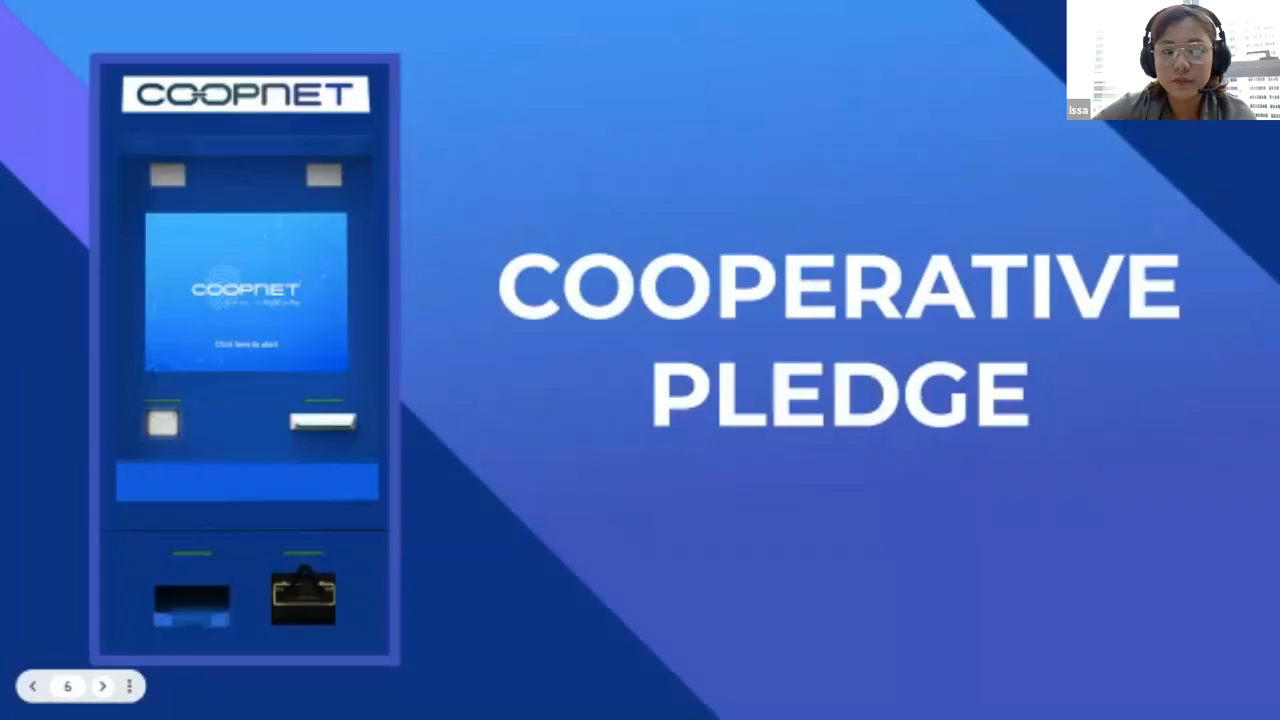 COOPNET
COOPNET
Click here to start
COOPERATIVE
PLEDGE
Issa
6